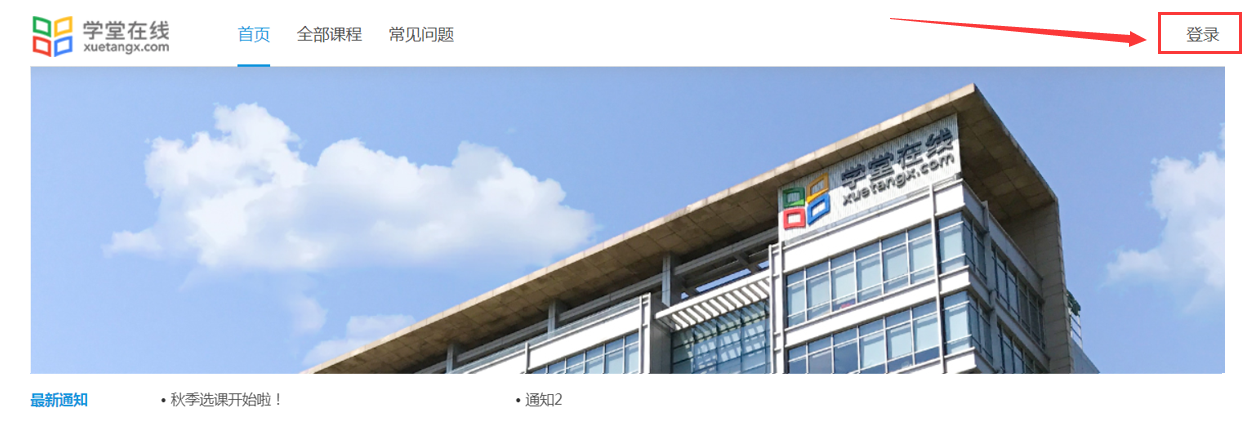 学堂在线
xuetangx.com
首页 全部课程 常见问题 登录
学堂在线
xuetangx.com
最新通知 • 秋季选课开始啦！ • 通知2